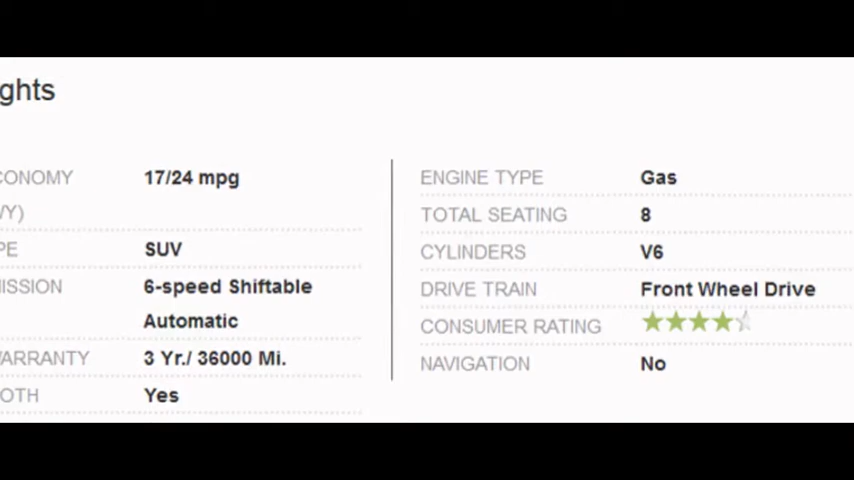 ghts
CONOMY 17/24 mpg
WY)
PE SUV
ISSION 6-speed Shiftable
Automatic
WARRANTY 3 Yr./ 36000 Mi.
OTH Yes
ENGINE TYPE Gas
TOTAL SEATING 8
CYLINDERS V6
DRIVE TRAIN Front Wheel Drive
CONSUMER RATING
NAVIGATION No